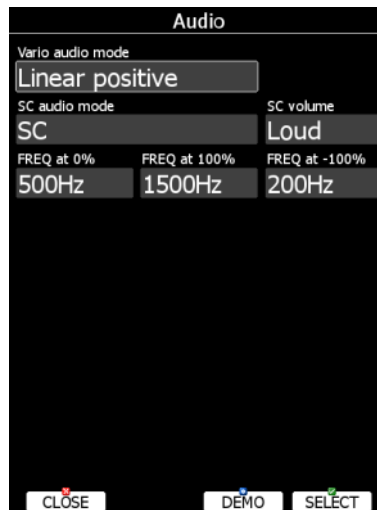 Audio
Vario audio mode
Linear positive
SC audio mode SC volume
SC Loud
FREQ at 0% FREQ at 100% FREQ at -100%
500Hz 1500Hz 200Hz
CLOSE DEMO SELECT